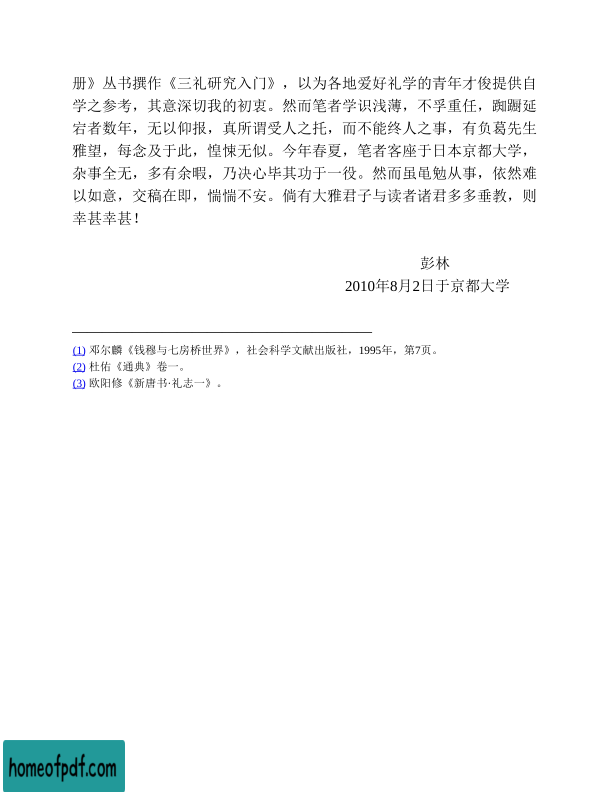 册》丛书撰作《三礼研究入门》，以为各地爱好礼学的青年才俊提供自
学之参考，其意深切我的初衷。然而笔者学识浅薄，不孚重任，踟蹰延
宕者数年，无以仰报，真所谓受人之托，而不能终人之事，有负葛先生
雅望，每念及于此，惶悚无似。今年春夏，笔者客座于日本京都大学，
杂事全无，多有余暇，乃决心毕其功于一役。然而虽黾勉从事，依然难
以如意，交稿在即，惴惴不安。倘有大雅君子与读者诸君多多垂教，则
幸甚幸甚！
彭林
2010年8月2日于京都大学
(1) 邓尔麟《钱穆与七房桥世界》，社会科学文献出版社，1995年，第7页。
(2) 杜佑《通典》卷一。
(3) 欧阳修《新唐书·礼志一》。
homeofpdf.com